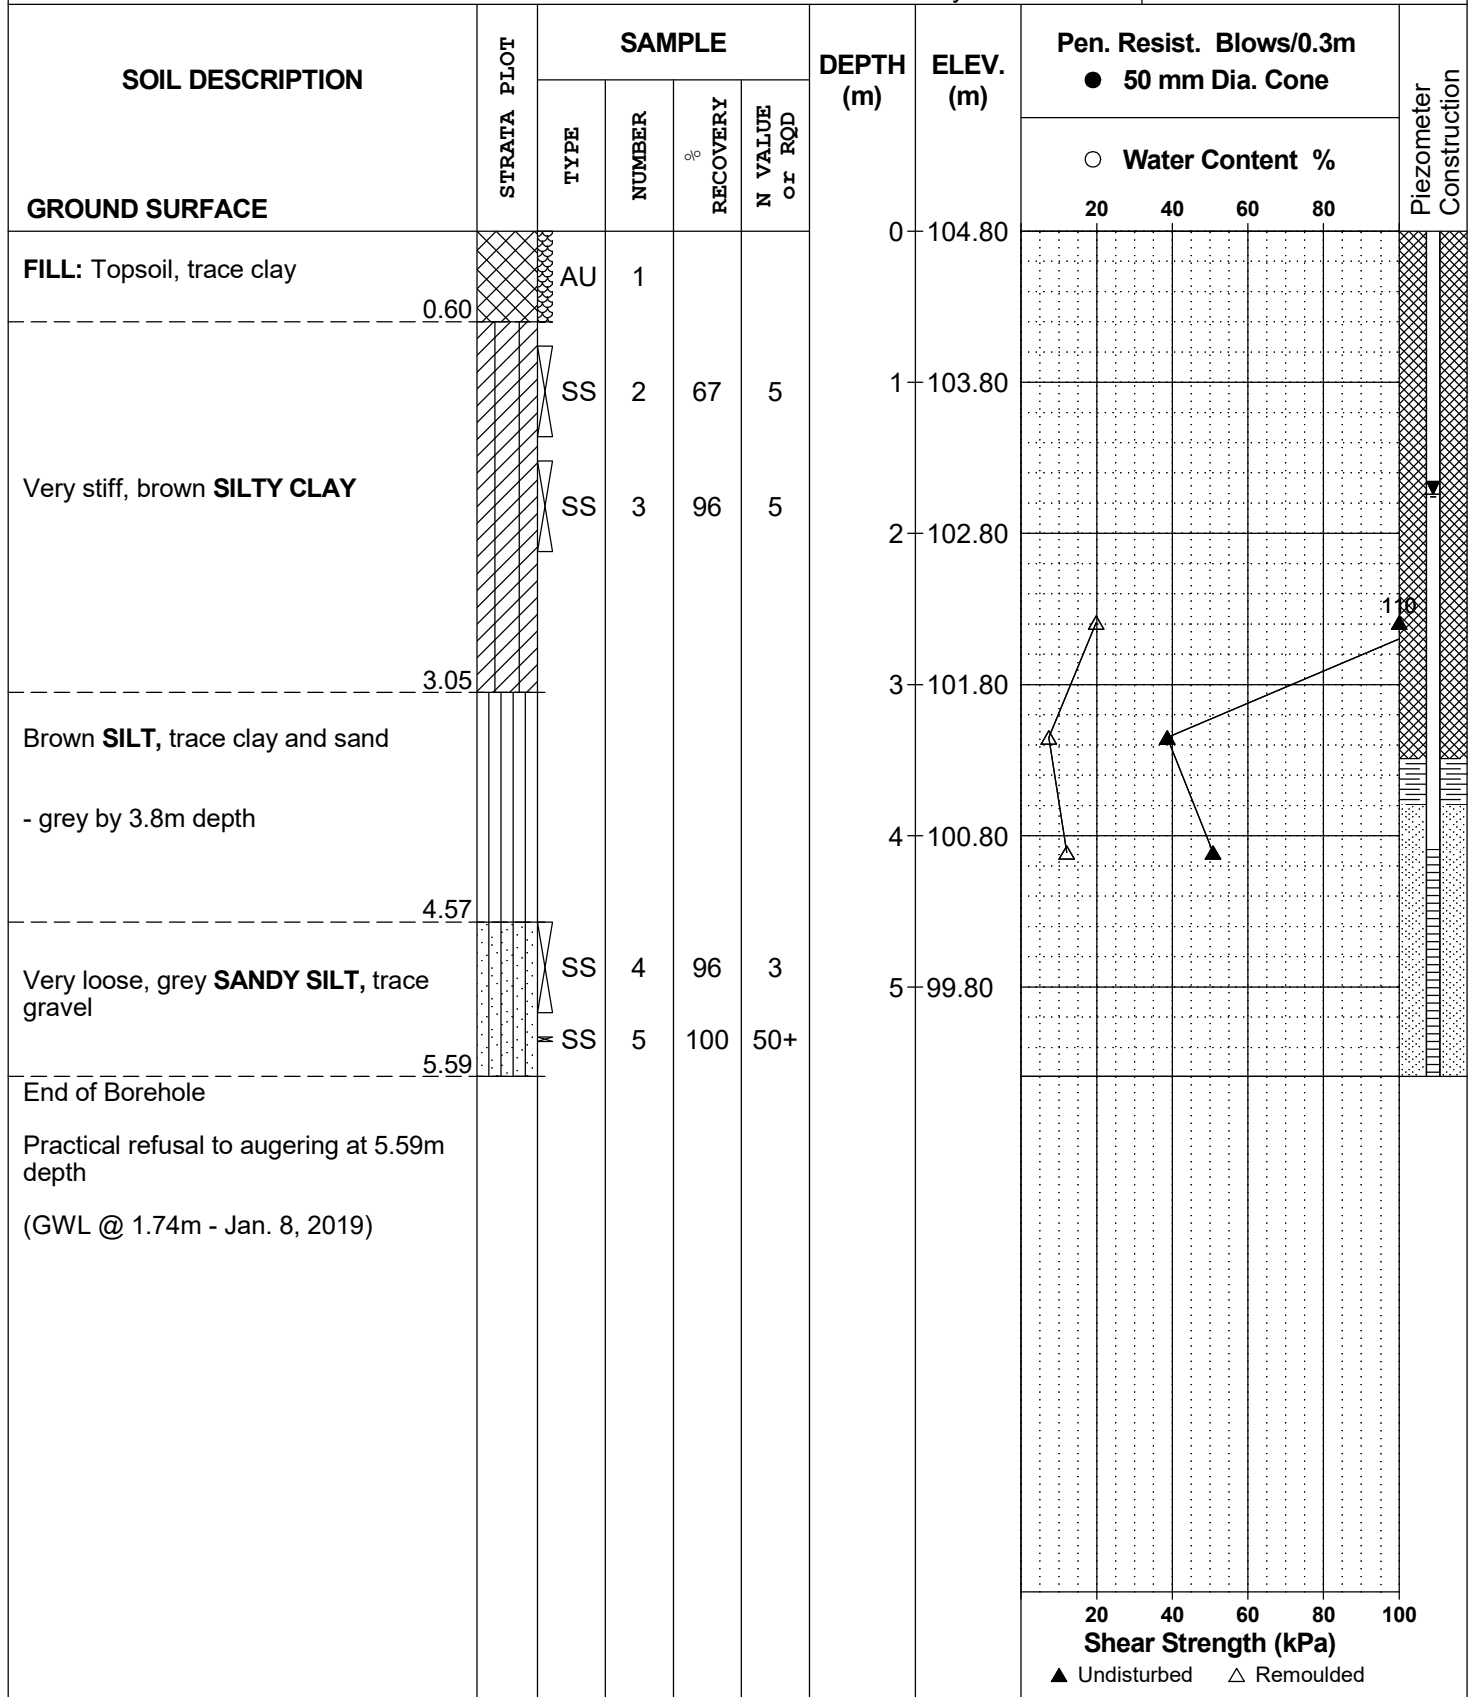 SOIL DESCRIPTION
GROUND SURFACE
STRATA PLOT
SAMPLE
TYPE
NUMBER
%
RECOVERY
N VALUE
or RQD
DEPTH
(m)
ELEV.
(m)
Pen. Resist. Blows/0.3m
● 50 mm Dia. Cone
○ Water Content %
20 40 60 80
Piezometer
Construction
0 104.80
FILL: Topsoil, trace clay
0.60
AU 1
SS 2 67 5
1 103.80
Very stiff, brown SILTY CLAY
SS 3 96 5
2 102.80
110
3.05
3 101.80
Brown SILT, trace clay and sand
- grey by 3.8m depth
4 100.80
4.57
Very loose, grey SANDY SILT, trace
gravel
SS 4 96 3
5 99.80
SS 5 100 50+
5.59
End of Borehole
Practical refusal to augering at 5.59m
depth
(GWL @ 1.74m - Jan. 8, 2019)
20 40 60 80 100
Shear Strength (kPa)
▲ Undisturbed △ Remoulded